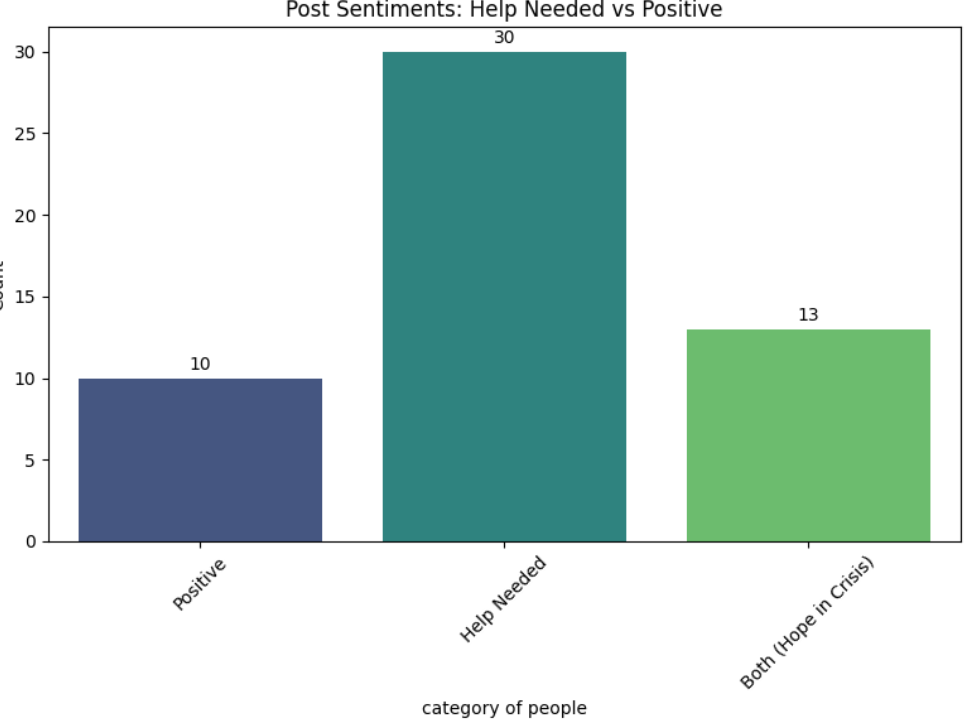 Post Sentiments: Help Needed vs Positive
30
25
20
15
10
5
0
10
30
13
Positive
Help Needed
Both (Hope in Crisis)
category of people